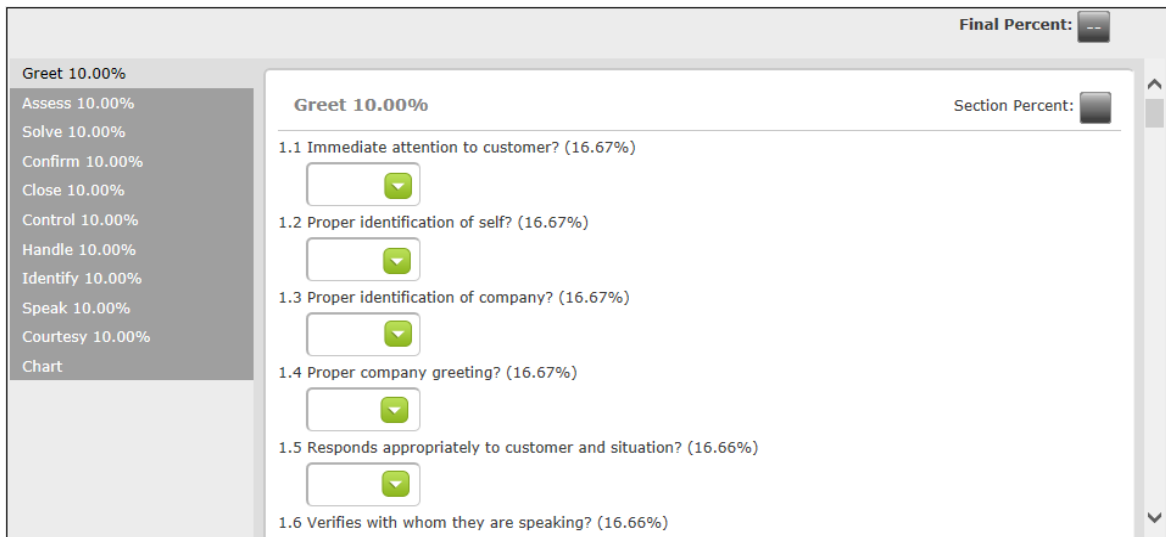 Final Percent: --
Greet 10.00%
Assess 10.00%
Solve 10.00%
Confirm 10.00%
Close 10.00%
Control 10.00%
Handle 10.00%
Identify 10.00%
Speak 10.00%
Courtesy 10.00%
Chart
Greet 10.00%
Section Percent:
1.1 Immediate attention to customer? (16.67%)
1.2 Proper identification of self? (16.67%)
1.3 Proper identification of company? (16.67%)
1.4 Proper company greeting? (16.67%)
1.5 Responds appropriately to customer and situation? (16.66%)
1.6 Verifies with whom they are speaking? (16.66%)